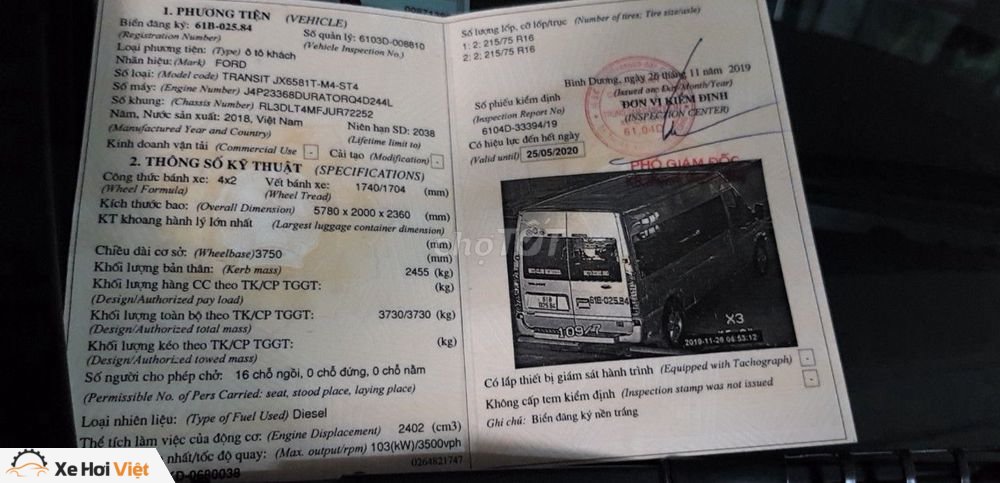 1. PHƯƠNG TIỆN (VEHICLE)
Biển đăng ký: 61B-025.84 Số quản lý: 6103D-008810
(Registration Number) (Vehicle Inspection No.)
Loại phương tiện: (Type) ô tô khách
Nhãn hiệu: (Mark) FORD
Số loại: (Model code) TRANSIT JX6581T-M4-ST4
Số máy: (Engine Number) J4P23368DURATORQ4D244L
Số khung: (Chassis Number) RL3DLT4MFJUR72252
Năm, Nước sản xuất: 2018, Việt Nam Niên hạn SD: 2038
(Manufactured Year and Country) (Lifetime limit to)
Kinh doanh vận tải (Commercial Use) - Cải tạo (Modification) -
2. THÔNG SỐ KỸ THUẬT (SPECIFICATIONS)
Công thức bánh xe: 4x2 Vết bánh xe: 1740/1704 (mm)
(Wheel Formula) (Wheel Tread)
Kích thước bao: (Overall Dimension) 5780 x 2000 x 2360 (mm)
KT khoang hành lý lớn nhất (Largest luggage container dimension)
(mm)
Chiều dài cơ sở: (Wheelbase)3750 (mm)
Khối lượng bản thân: (Kerb mass) 2455 (kg)
Khối lượng hàng CC theo TK/CP TGGT: (kg)
(Design/Authorized pay load)
Khối lượng toàn bộ theo TK/CP TGGT: 3730/3730 (kg)
(Design/Authorized total mass)
Khối lượng kéo theo TK/CP TGGT: (kg)
(Design/Authorized towed mass)
Số người cho phép chở: 16 chỗ ngồi, 0 chỗ đứng, 0 chỗ nằm
(Permissible No. of Pers Carried: seat, stood place, laying place)
Loại nhiên liệu: (Type of Fuel Used) Diesel
Thể tích làm việc của động cơ: (Engine Displacement) 2402 (cm3)
nhất/tốc độ quay: (Max. output/rpm) 103(kW)/3500vph
D-0680038 0264821747
Số lượng lốp, cỡ lốp/trục (Number of tires: Tire size/axle)
1: 2: 215/75 R16
2: 2: 215/75 R16
Bình Dương, ngày 26 tháng 11 năm 2019
(Issued on: Day/Month/Year)
Số phiếu kiểm định ĐƠN VỊ KIỂM ĐỊNH
(Inspection Report No) (INSPECTION CENTER)
6104D-33394/19
61.04D
Có hiệu lực đến hết ngày
(Valid until) 25/05/2020
PHÓ GIÁM ĐỐC
Chợ TỐT
61B-025.84
61B
025.84
109/7
X3
2019-11-26 06:53:12
Có lắp thiết bị giám sát hành trình (Equipped with Tachograph) -
Không cấp tem kiểm định (Inspection stamp was not issued) -
Ghi chú: Biển đăng ký nền trắng
Xe Hơi Việt